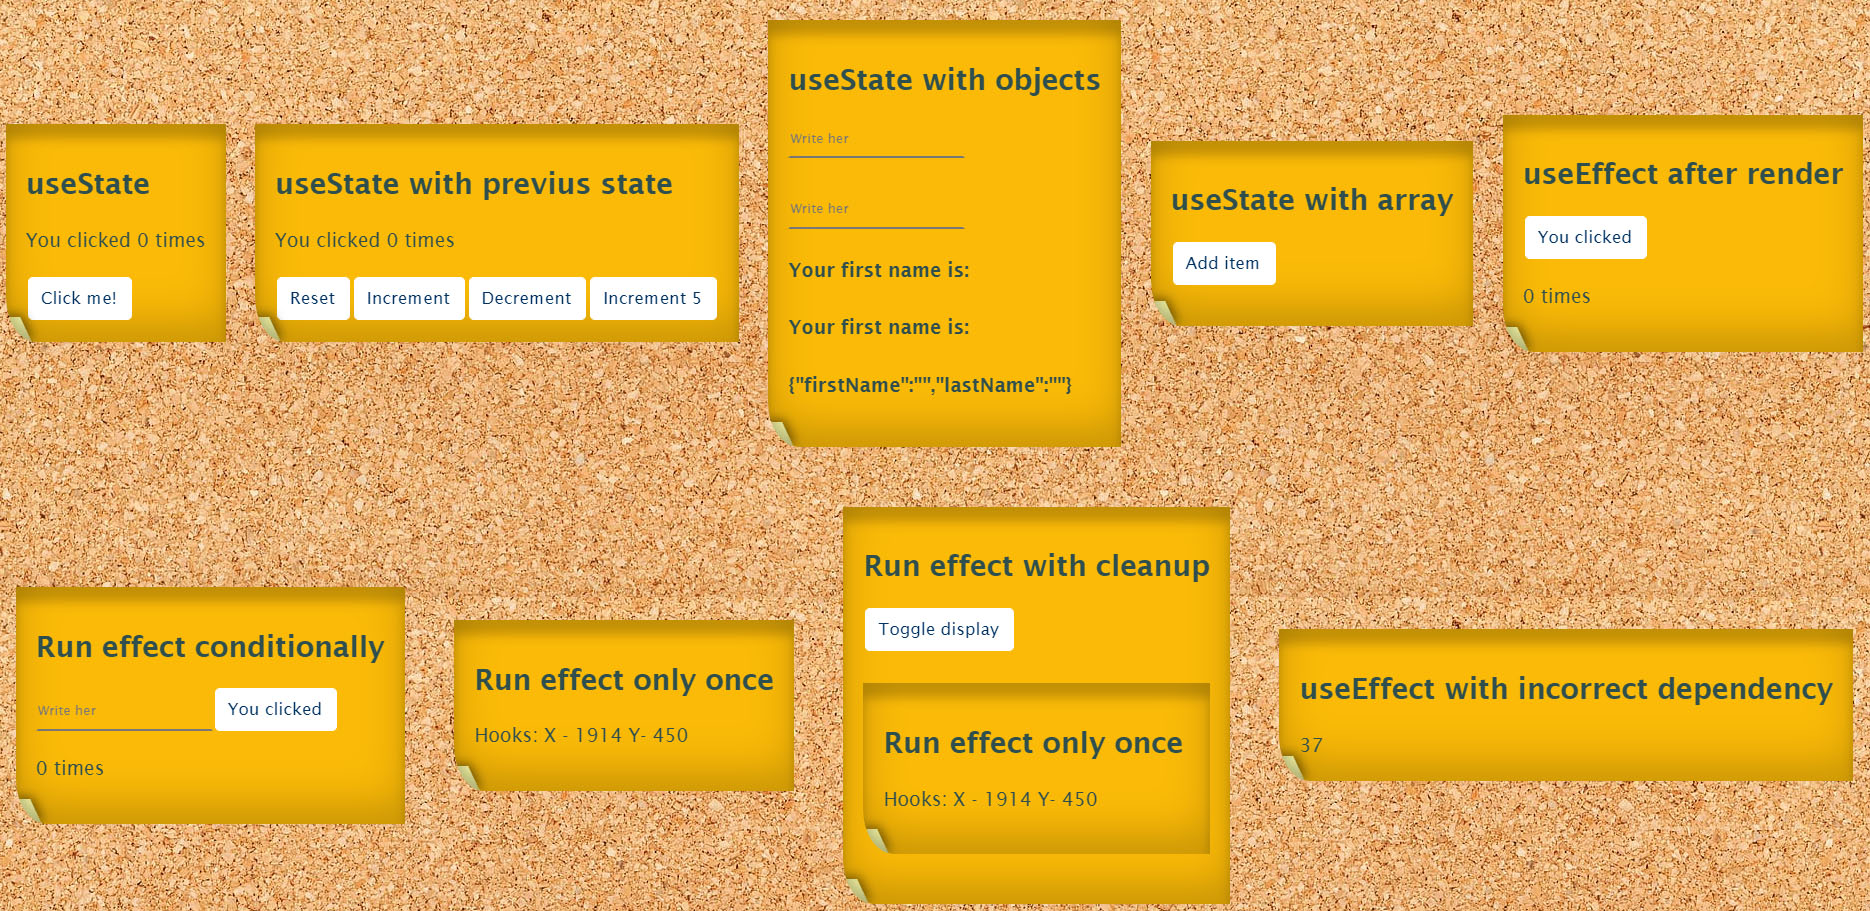 useState
You clicked 0 times
Click me!
useState with previus state
You clicked 0 times
Reset Increment Decrement Increment 5
useState with objects
Write her
Write her
Your first name is:
Your first name is:
{"firstName":"","lastName":""}
useState with array
Add item
useEffect after render
You clicked
0 times
Run effect conditionally
Write her You clicked
0 times
Run effect only once
Hooks: X - 1914 Y- 450
Run effect with cleanup
Toggle display
Run effect only once
Hooks: X - 1914 Y- 450
useEffect with incorrect dependency
37